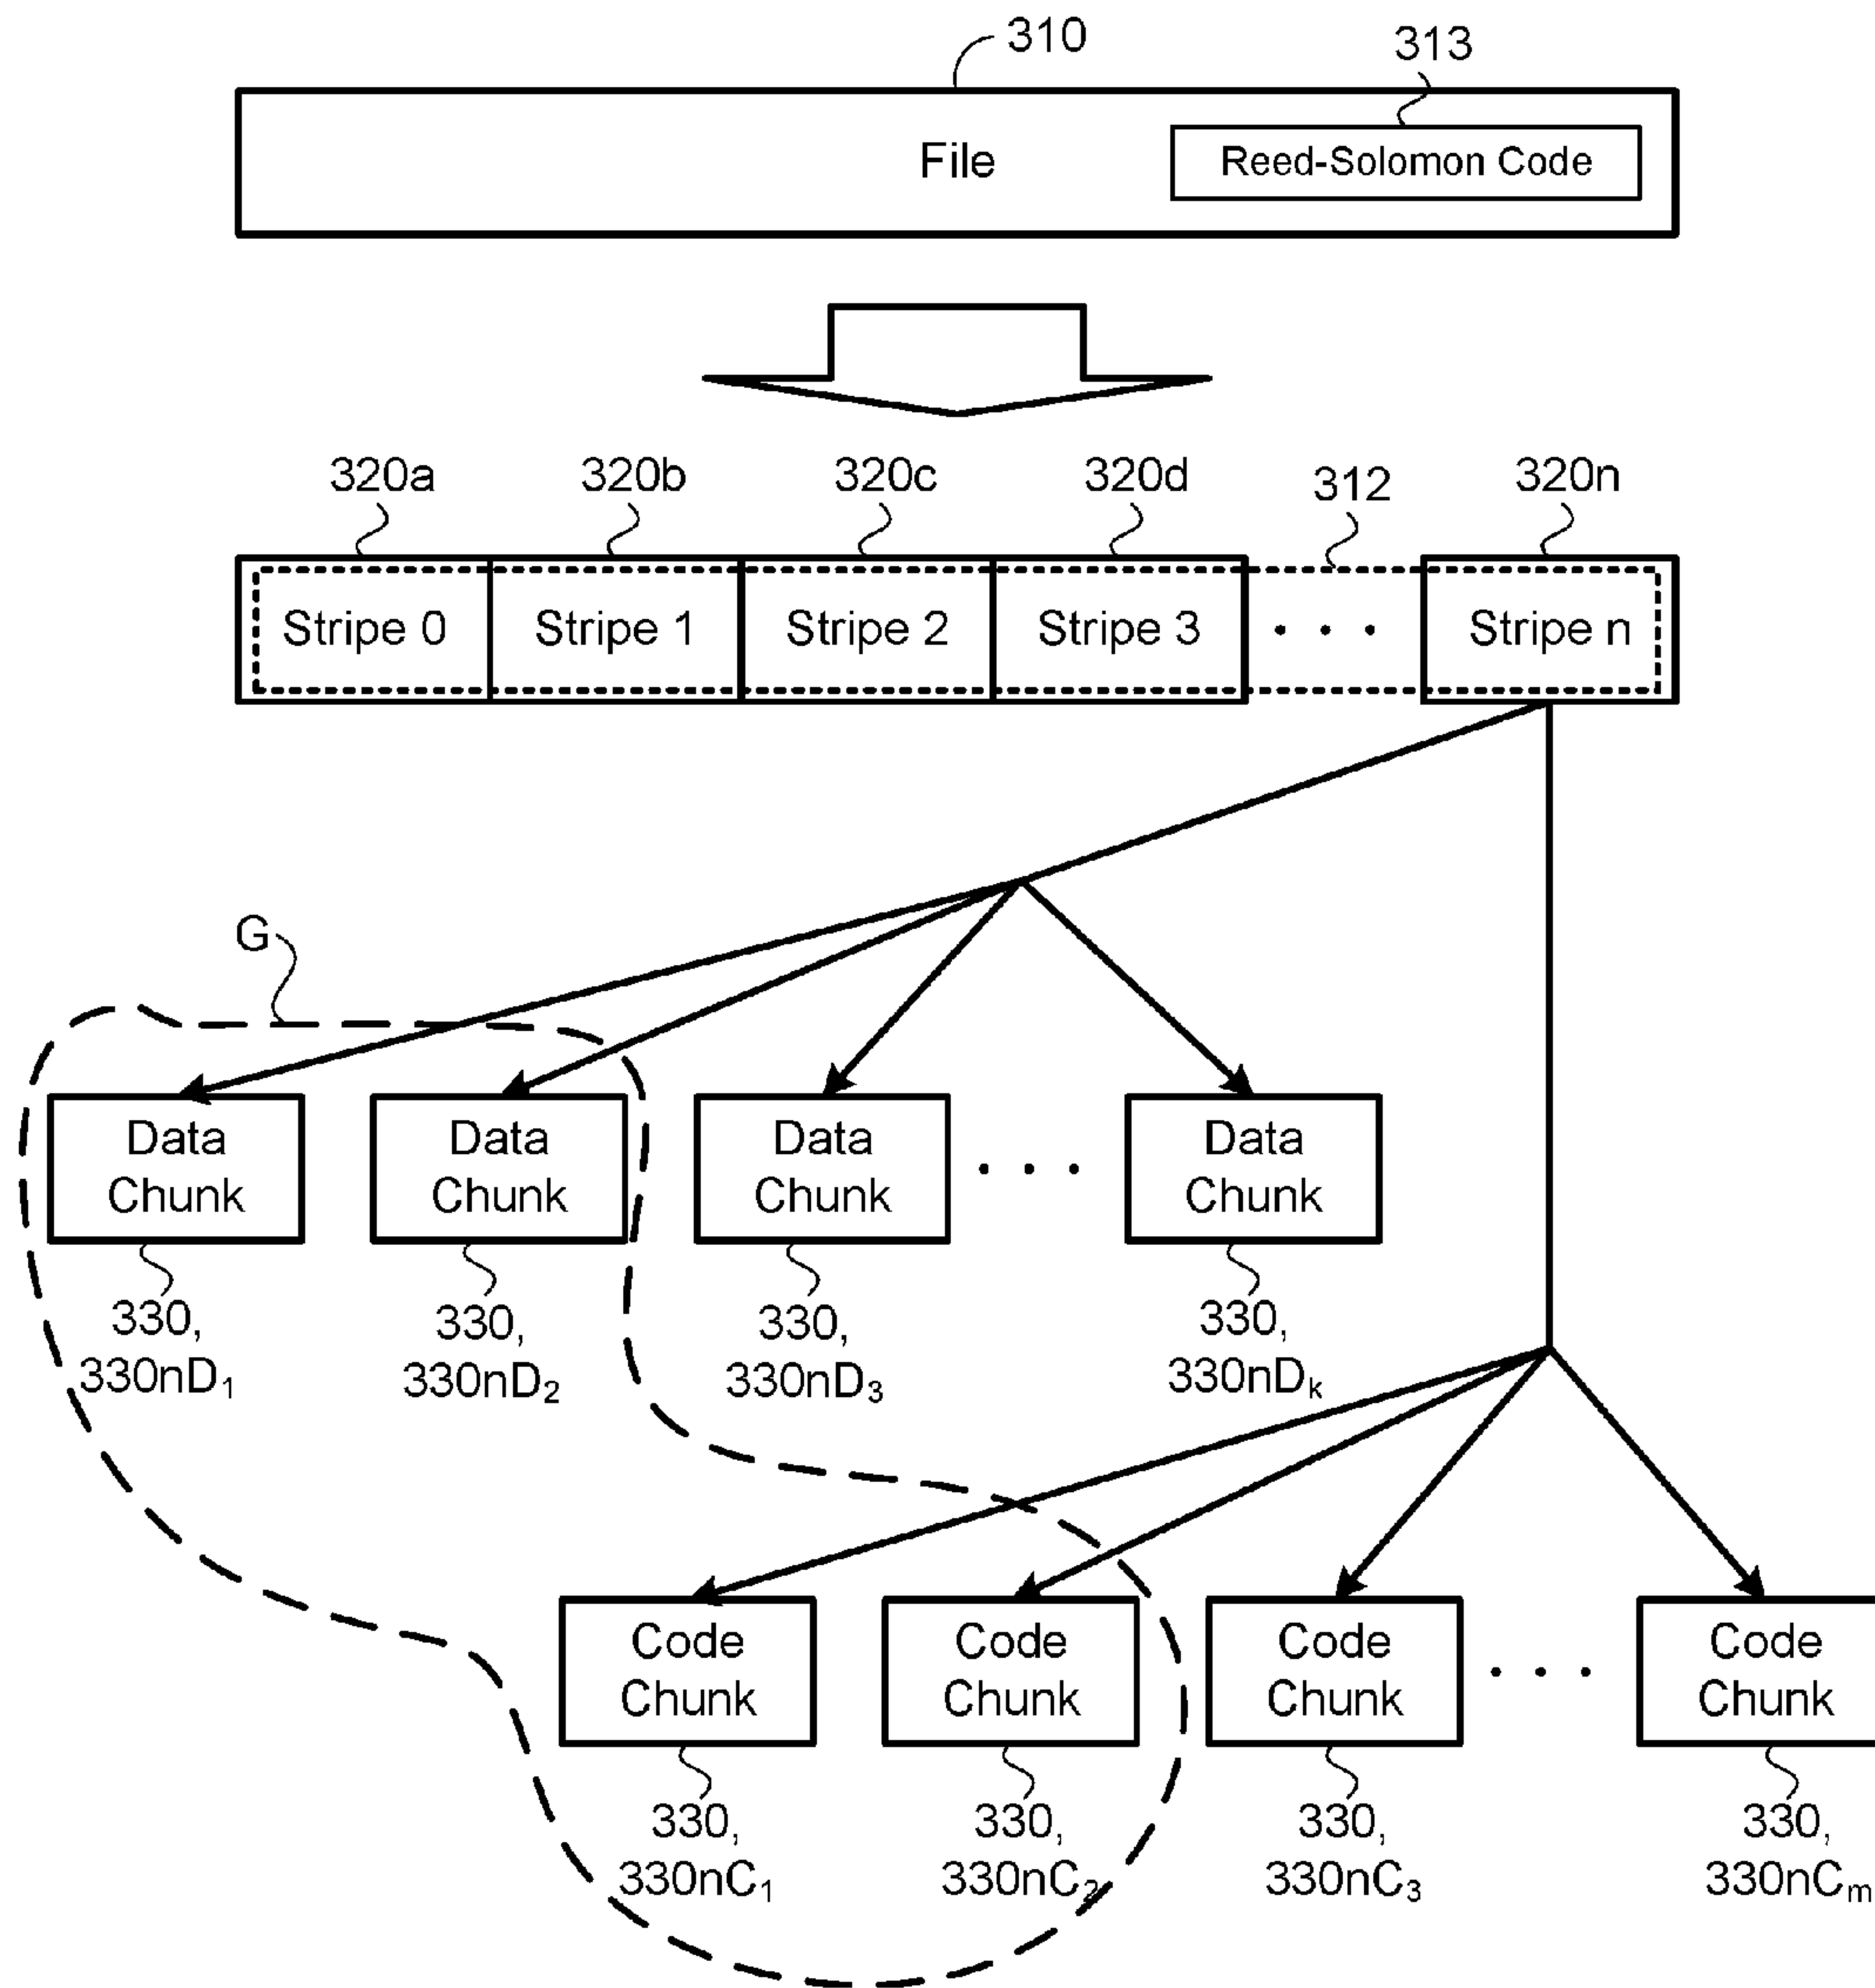 310
313
File
Reed-Solomon Code
320a
320b
320c
320d
312
320n
Stripe 0
Stripe 1
Stripe 2
Stripe 3
. . .
Stripe n
G
Data
Chunk
Data
Chunk
Data
Chunk
. . .
Data
Chunk
330,
330nD₁
330,
330nD₂
330,
330nD₃
330,
330nDₖ
Code
Chunk
Code
Chunk
Code
Chunk
. . .
Code
Chunk
330,
330nC₁
330,
330nC₂
330,
330nC₃
330,
330nCₘ